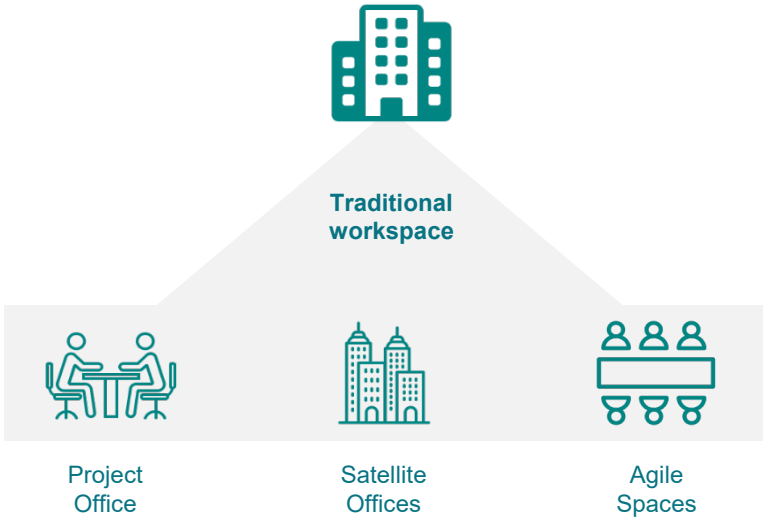 Traditional
workspace
Project
Office
Satellite
Offices
Agile
Spaces